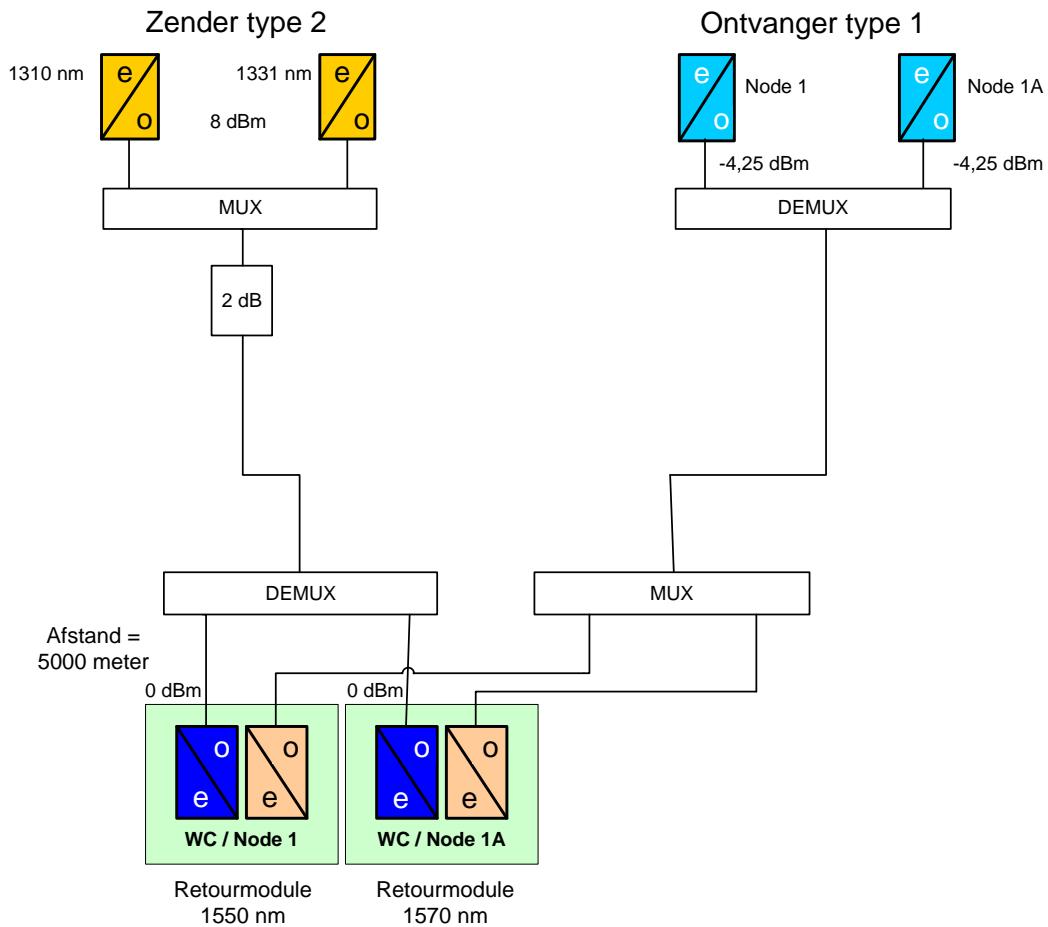 Zender type 2
Ontvanger type 1
1310 nm
e
o
8 dBm
1331 nm
e
o
e
o
Node 1
e
o
Node 1A
-4,25 dBm
-4,25 dBm
MUX
DEMUX
2 dB
DEMUX
MUX
Afstand =
5000 meter
0 dBm
0 dBm
o
e
o
e
o
e
o
e
WC / Node 1
WC / Node 1A
Retourmodule
1550 nm
Retourmodule
1570 nm